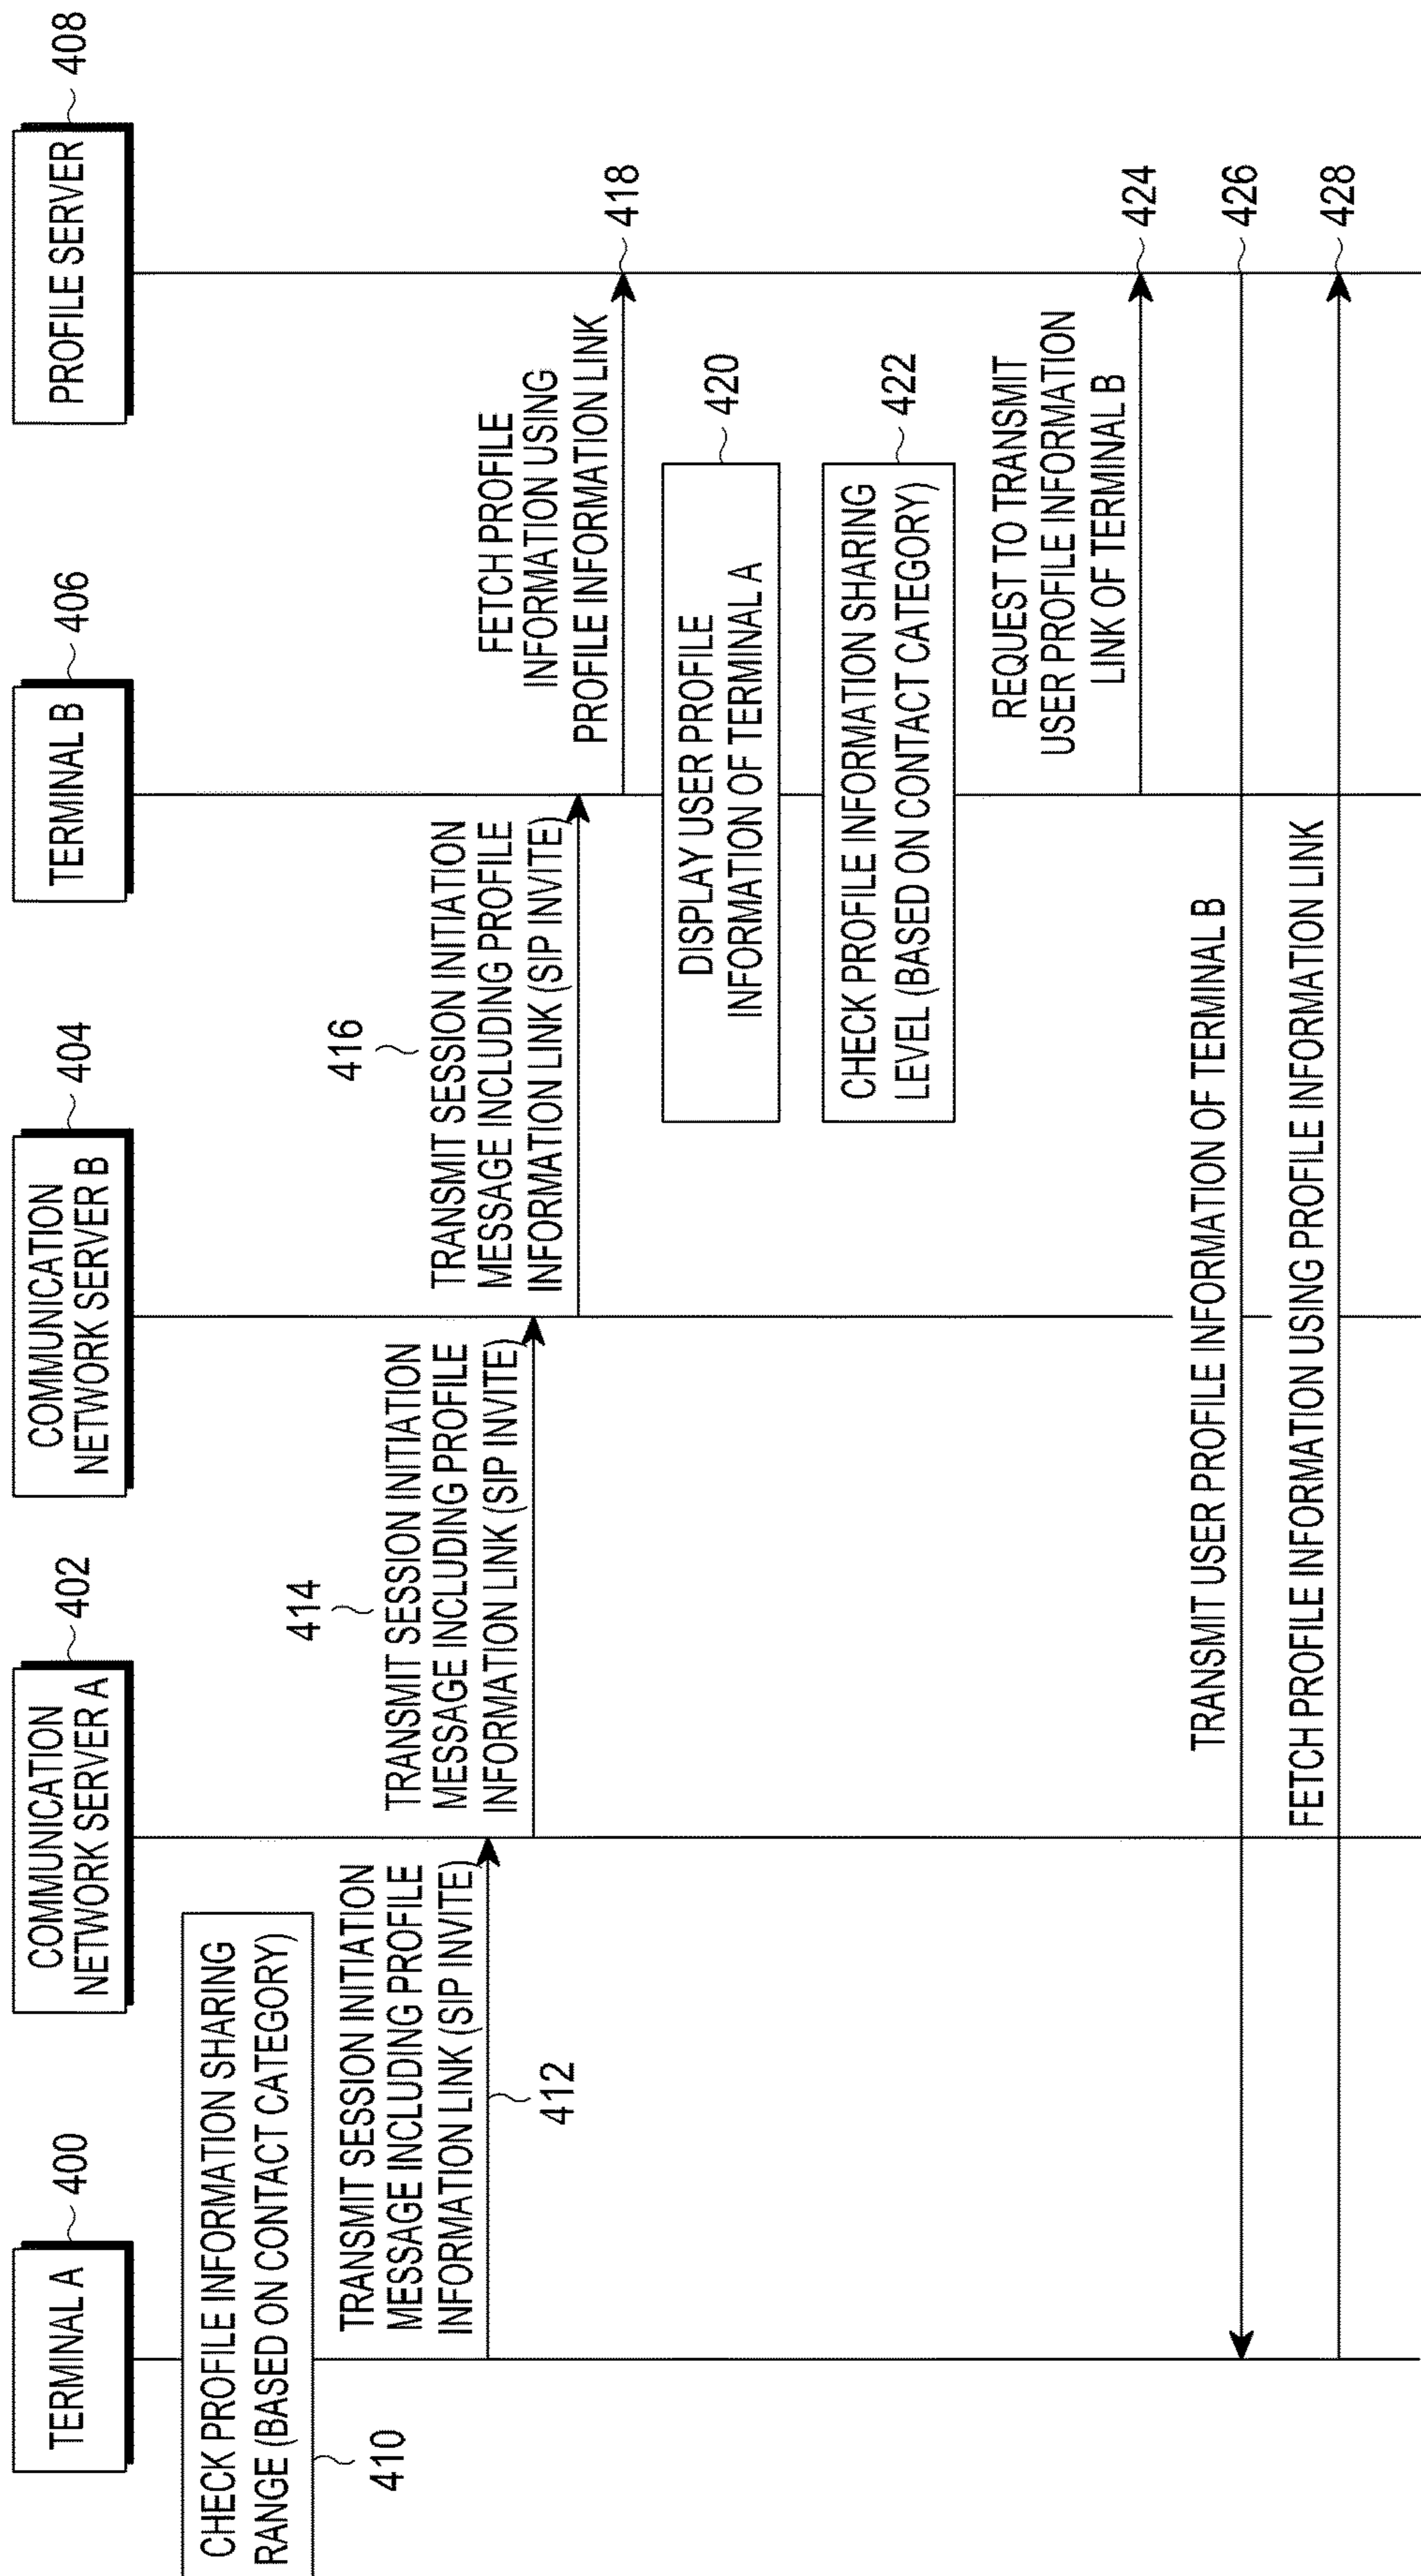 TERMINAL A
400
COMMUNICATION
NETWORK SERVER A
402
COMMUNICATION
NETWORK SERVER B
404
TERMINAL B
406
PROFILE SERVER
408
CHECK PROFILE INFORMATION SHARING
RANGE (BASED ON CONTACT CATEGORY)
410
TRANSMIT SESSION INITIATION
MESSAGE INCLUDING PROFILE
INFORMATION LINK (SIP INVITE)
412
414
TRANSMIT SESSION INITIATION
MESSAGE INCLUDING PROFILE
INFORMATION LINK (SIP INVITE)
416
TRANSMIT SESSION INITIATION
MESSAGE INCLUDING PROFILE
INFORMATION LINK (SIP INVITE)
FETCH PROFILE
INFORMATION USING
PROFILE INFORMATION LINK
418
DISPLAY USER PROFILE
INFORMATION OF TERMINAL A
420
CHECK PROFILE INFORMATION SHARING
LEVEL (BASED ON CONTACT CATEGORY)
422
REQUEST TO TRANSMIT
USER PROFILE INFORMATION
LINK OF TERMINAL B
424
TRANSMIT USER PROFILE INFORMATION OF TERMINAL B
426
FETCH PROFILE INFORMATION USING PROFILE INFORMATION LINK
428